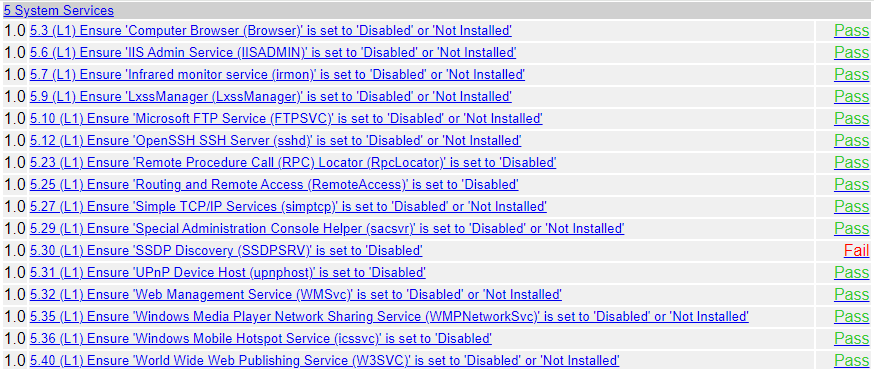 5 System Services
1.0 5.3 (L1) Ensure 'Computer Browser (Browser)' is set to 'Disabled' or 'Not Installed' Pass
1.0 5.6 (L1) Ensure 'IIS Admin Service (IISADMIN)' is set to 'Disabled' or 'Not Installed' Pass
1.0 5.7 (L1) Ensure 'Infrared monitor service (irmon)' is set to 'Disabled' or 'Not Installed' Pass
1.0 5.9 (L1) Ensure 'LxssManager (LxssManager)' is set to 'Disabled' or 'Not Installed' Pass
1.0 5.10 (L1) Ensure 'Microsoft FTP Service (FTPSVC)' is set to 'Disabled' or 'Not Installed' Pass
1.0 5.12 (L1) Ensure 'OpenSSH SSH Server (sshd)' is set to 'Disabled' or 'Not Installed' Pass
1.0 5.23 (L1) Ensure 'Remote Procedure Call (RPC) Locator (RpcLocator)' is set to 'Disabled' Pass
1.0 5.25 (L1) Ensure 'Routing and Remote Access (RemoteAccess)' is set to 'Disabled' Pass
1.0 5.27 (L1) Ensure 'Simple TCP/IP Services (simptcp)' is set to 'Disabled' or 'Not Installed' Pass
1.0 5.29 (L1) Ensure 'Special Administration Console Helper (sacsvr)' is set to 'Disabled' or 'Not Installed' Pass
1.0 5.30 (L1) Ensure 'SSDP Discovery (SSDPSRV)' is set to 'Disabled' Fail
1.0 5.31 (L1) Ensure 'UPnP Device Host (upnphost)' is set to 'Disabled' Pass
1.0 5.32 (L1) Ensure 'Web Management Service (WMSvc)' is set to 'Disabled' or 'Not Installed' Pass
1.0 5.35 (L1) Ensure 'Windows Media Player Network Sharing Service (WMPNetworkSvc)' is set to 'Disabled' or 'Not Installed' Pass
1.0 5.36 (L1) Ensure 'Windows Mobile Hotspot Service (icssvc)' is set to 'Disabled' Pass
1.0 5.40 (L1) Ensure 'World Wide Web Publishing Service (W3SVC)' is set to 'Disabled' or 'Not Installed' Pass